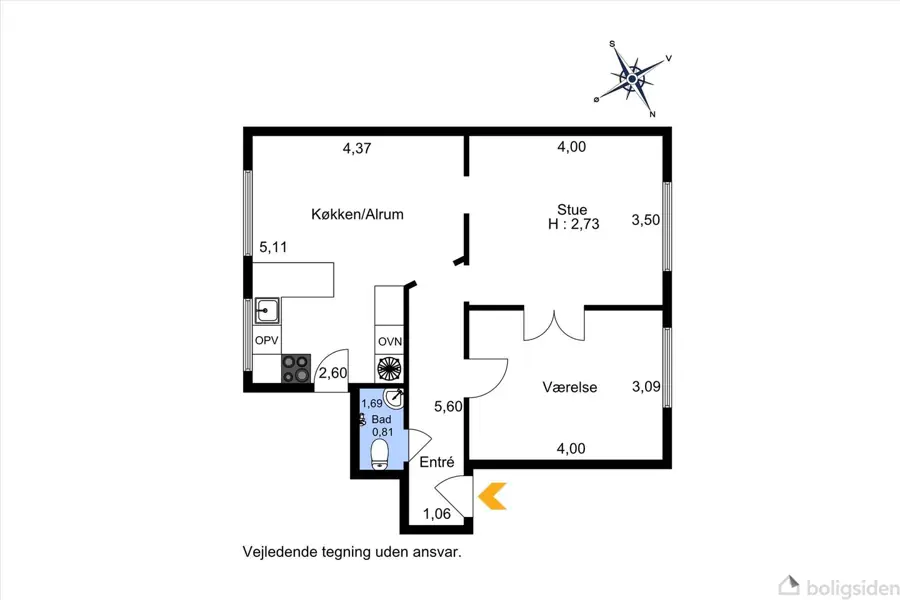 S
V
Ø
N
4,37
4,00
Køkken/Alrum
Stue
H : 2,73
3,50
5,11
OPV
OVN
2,60
1,69
Bad
0,81
5,60
Værelse
3,09
Entré
4,00
1,06
Vejledende tegning uden ansvar.
boligsiden